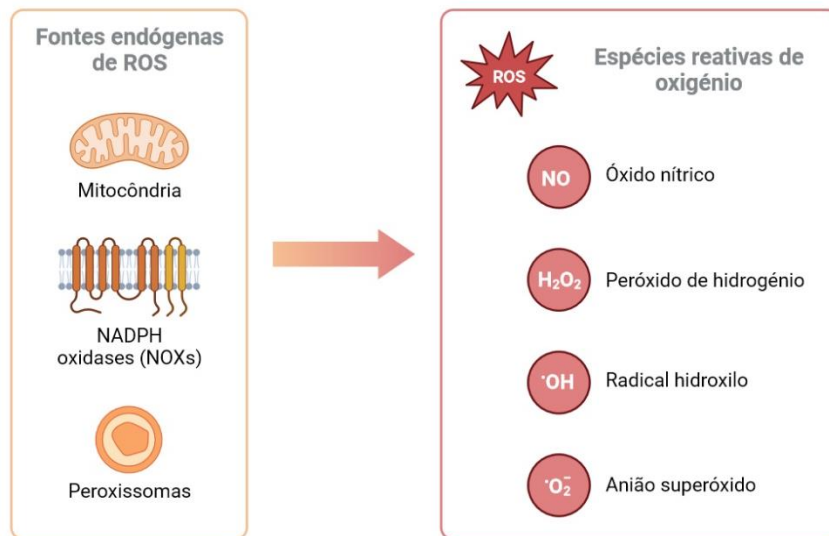 Fontes endógenas
de ROS
Mitocôndria
NADPH
oxidases (NOXs)
Peroxissomas
ROS
Espécies reativas de
oxigénio
NO
Óxido nítrico
H₂O₂
Peróxido de hidrogénio
˙OH
Radical hidroxilo
˙O₂⁻
Anião superóxido